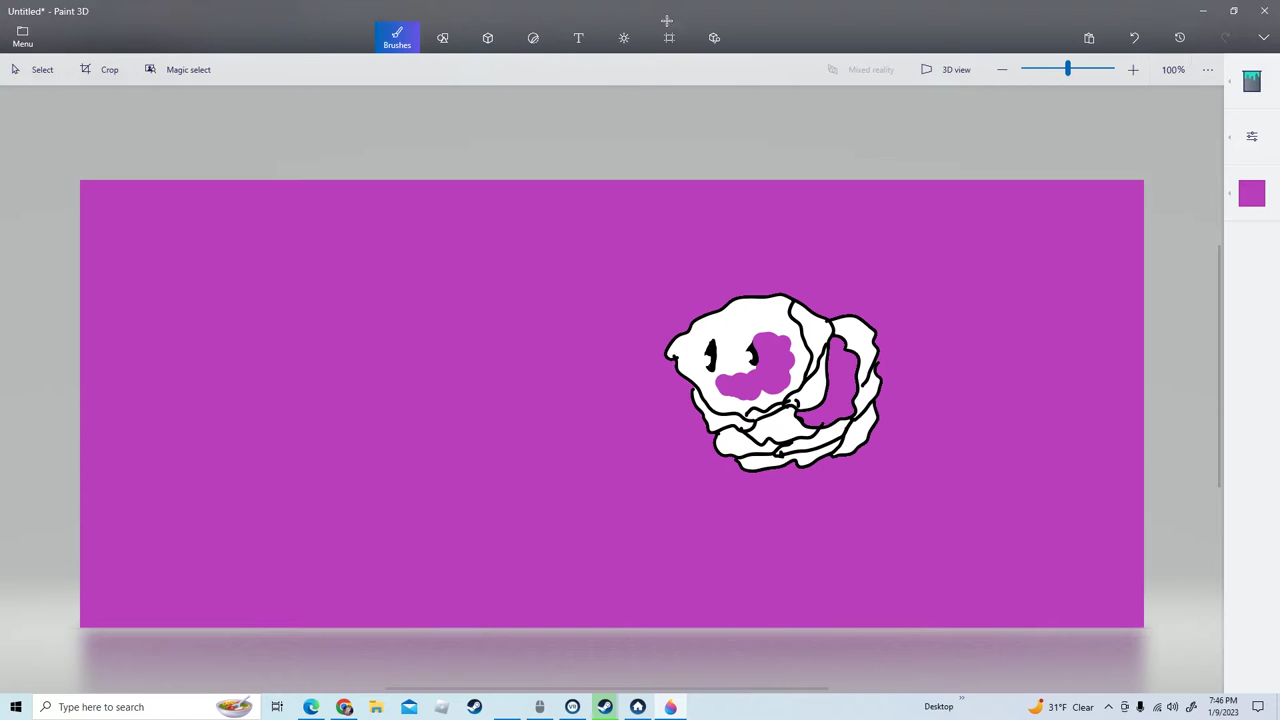 Untitled* - Paint 3D
Menu
Brushes
Select
Crop
Magic select
Mixed reality
3D view
100%
Type here to search
Desktop
31°F Clear
7:46 PM
1/9/2023